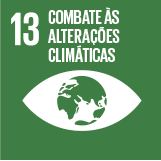 13 COMBATE ÀS
ALTERAÇÕES
CLIMÁTICAS